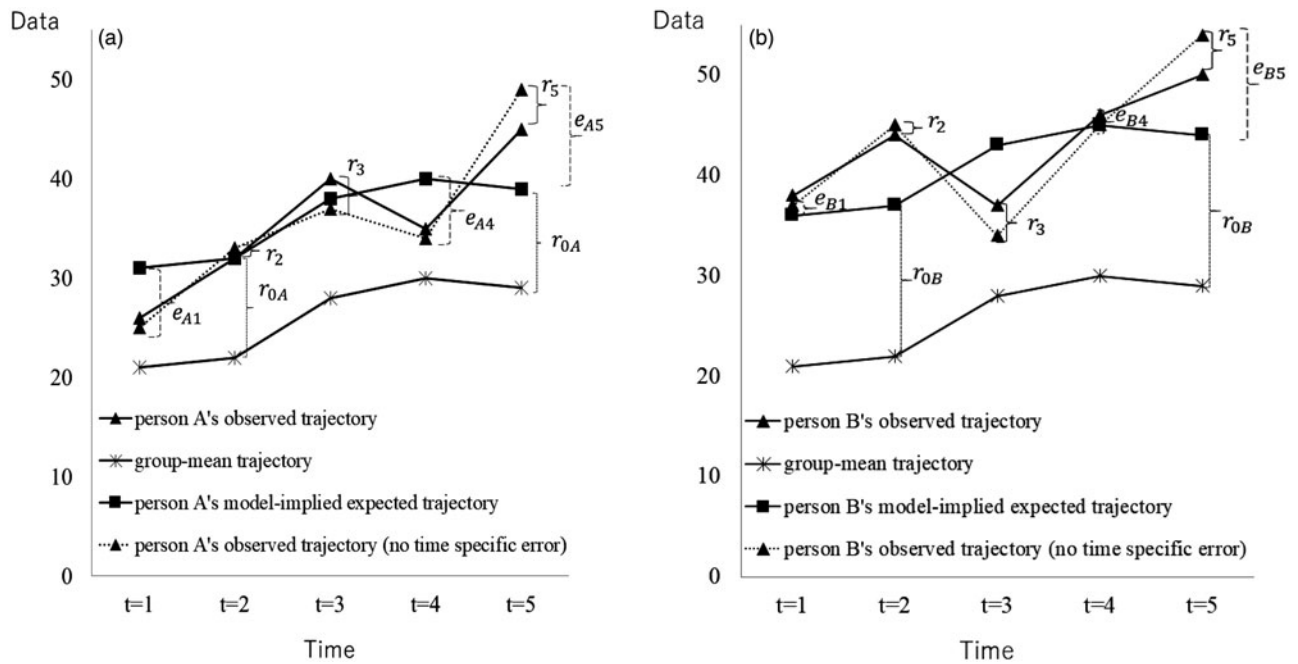 Data
(a)
50
40
30
20
10
0
r5
eA5
r3
eA4
r2
r0A
r0A
eA1
person A's observed trajectory
group-mean trajectory
person A's model-implied expected trajectory
person A's observed trajectory (no time specific error)
t=1 t=2 t=3 t=4 t=5
Time
Data
(b)
50
40
30
20
10
0
r5
eB5
r2
eB4
eB1
r3
r0B
r0B
person B's observed trajectory
group-mean trajectory
person B's model-implied expected trajectory
person B's observed trajectory (no time specific error)
t=1 t=2 t=3 t=4 t=5
Time